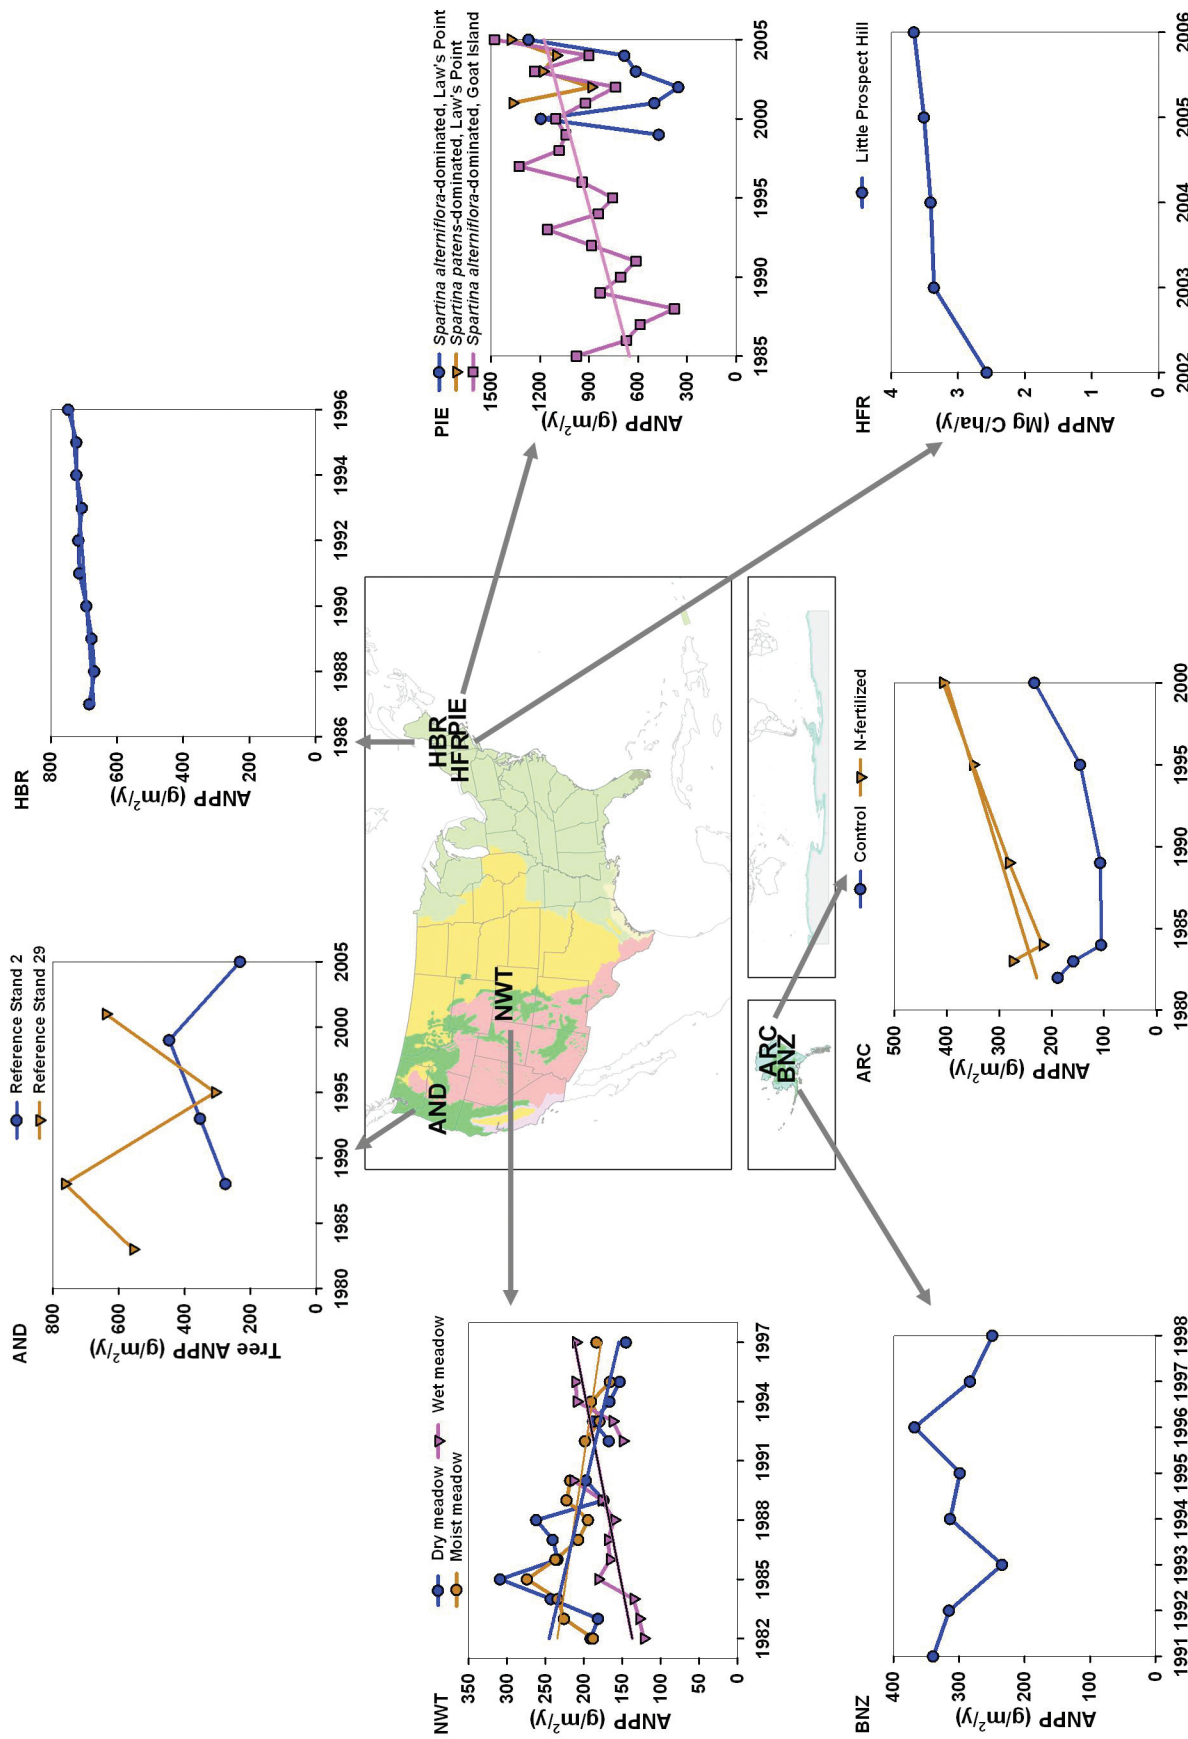 AND
Reference Stand 2
Reference Stand 29
Tree ANPP (g/m²/y)
800
600
400
200
0
1980
1985
1990
1995
2000
2005
HBR
ANPP (g/m²/y)
800
600
400
200
0
1986
1988
1990
1992
1994
1996
NWT
Dry meadow
Wet meadow
Moist meadow
ANPP (g/m²/y)
350
300
250
200
150
100
50
0
1982
1985
1988
1991
1994
1997
AND
NWT
HBR
HFR
PIE
ARC
BNZ
PIE
Spartina alterniflora-dominated, Law's Point
Spartina patens-dominated, Law's Point
Spartina alterniflora-dominated, Goat Island
ANPP (g/m²/y)
1500
1200
900
600
300
0
1985
1990
1995
2000
2005
BNZ
ANPP (g/m²/y)
400
300
200
100
0
1991 1992 1993 1994 1995 1996 1997 1998
ARC
Control
N-fertilized
ANPP (g/m²/y)
500
400
300
200
100
0
1980
1985
1990
1995
2000
HFR
Little Prospect Hill
ANPP (Mg C/ha/y)
4
3
2
1
0
2002
2003
2004
2005
2006